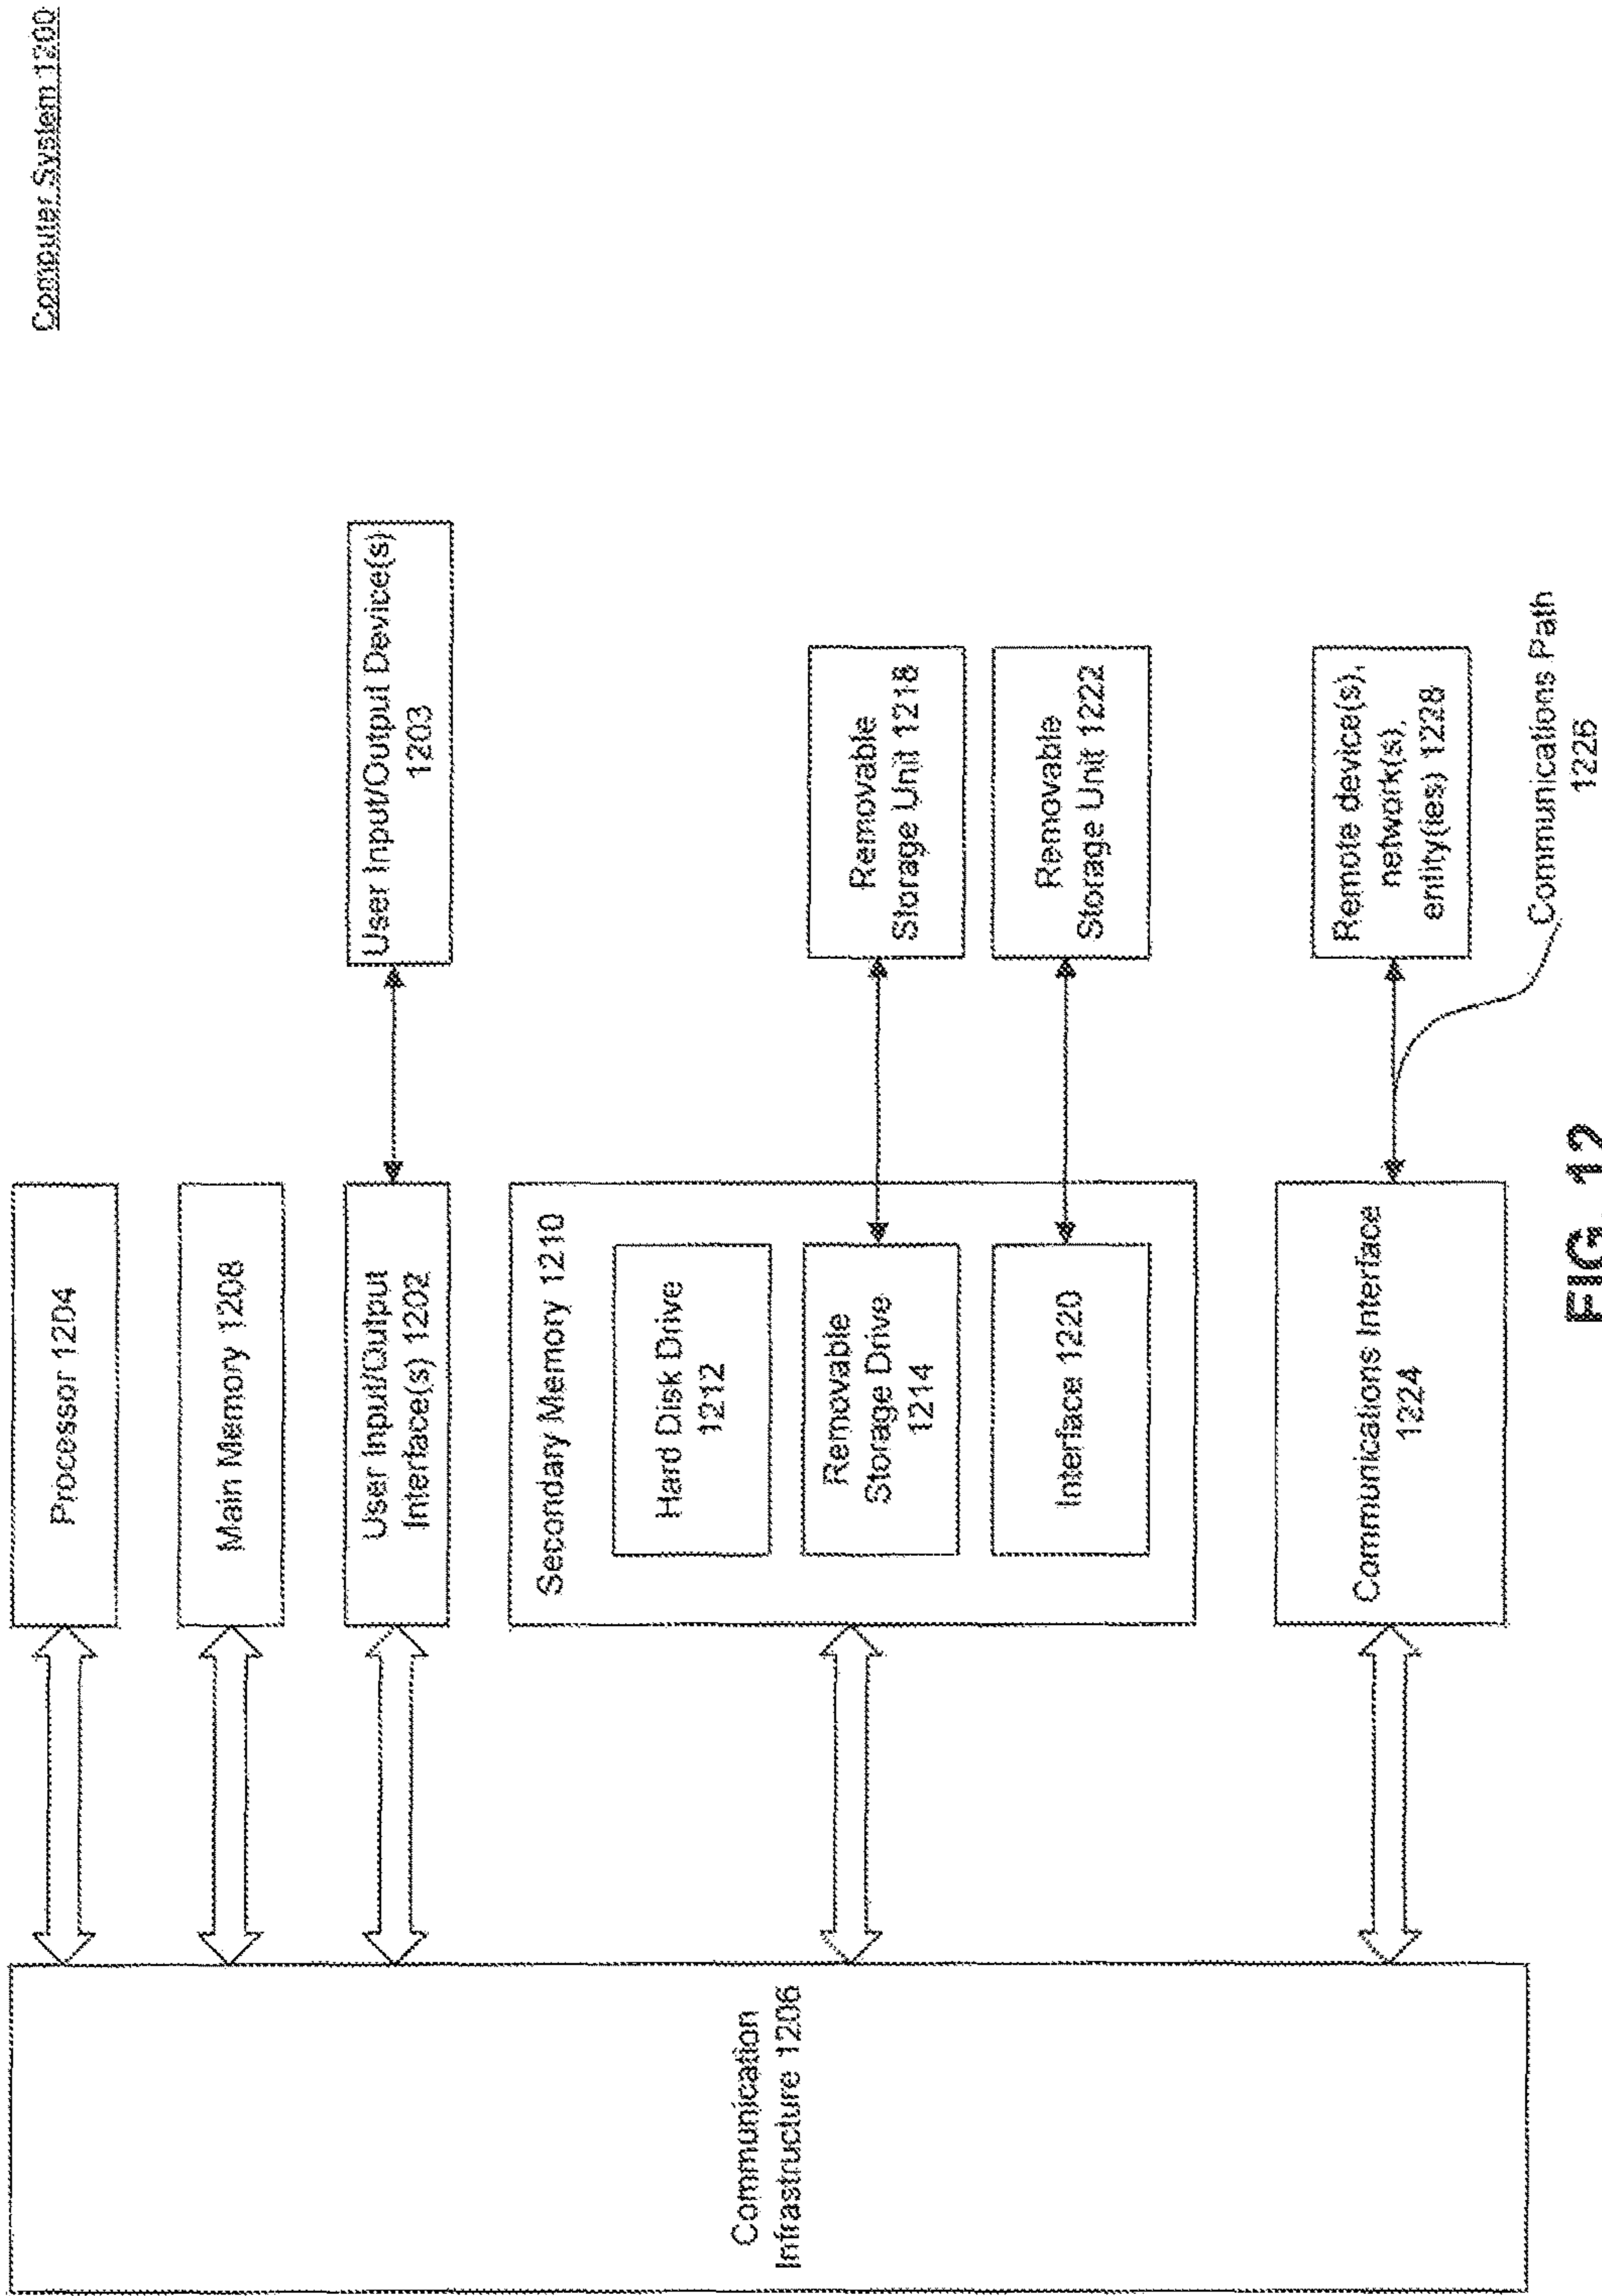 Computer System 1200
Processor 1204
Main Memory 1208
User Input/Output
Interface(s) 1202
User Input/Output Device(s)
1203
Secondary Memory 1210
Hard Disk Drive
1212
Removable
Storage Drive
1214
Removable
Storage Unit 1218
Interface 1220
Removable
Storage Unit 1222
Communication
Infrastructure 1206
Communications Interface
1224
Remote device(s),
network(s),
entity(ies) 1228
Communications Path
1226
FIG. 12